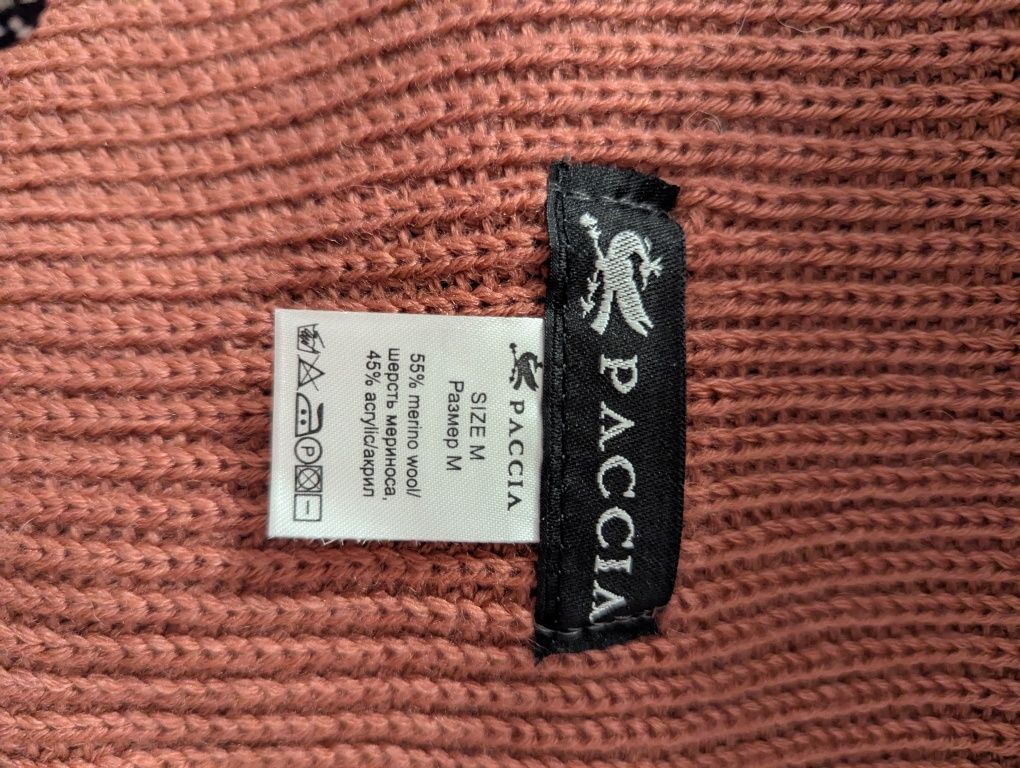 PACCIA
PACCIA
SIZE M
Размер M
55% merino wool/
шерсть мериноса,
45% acrylic/акрил
P